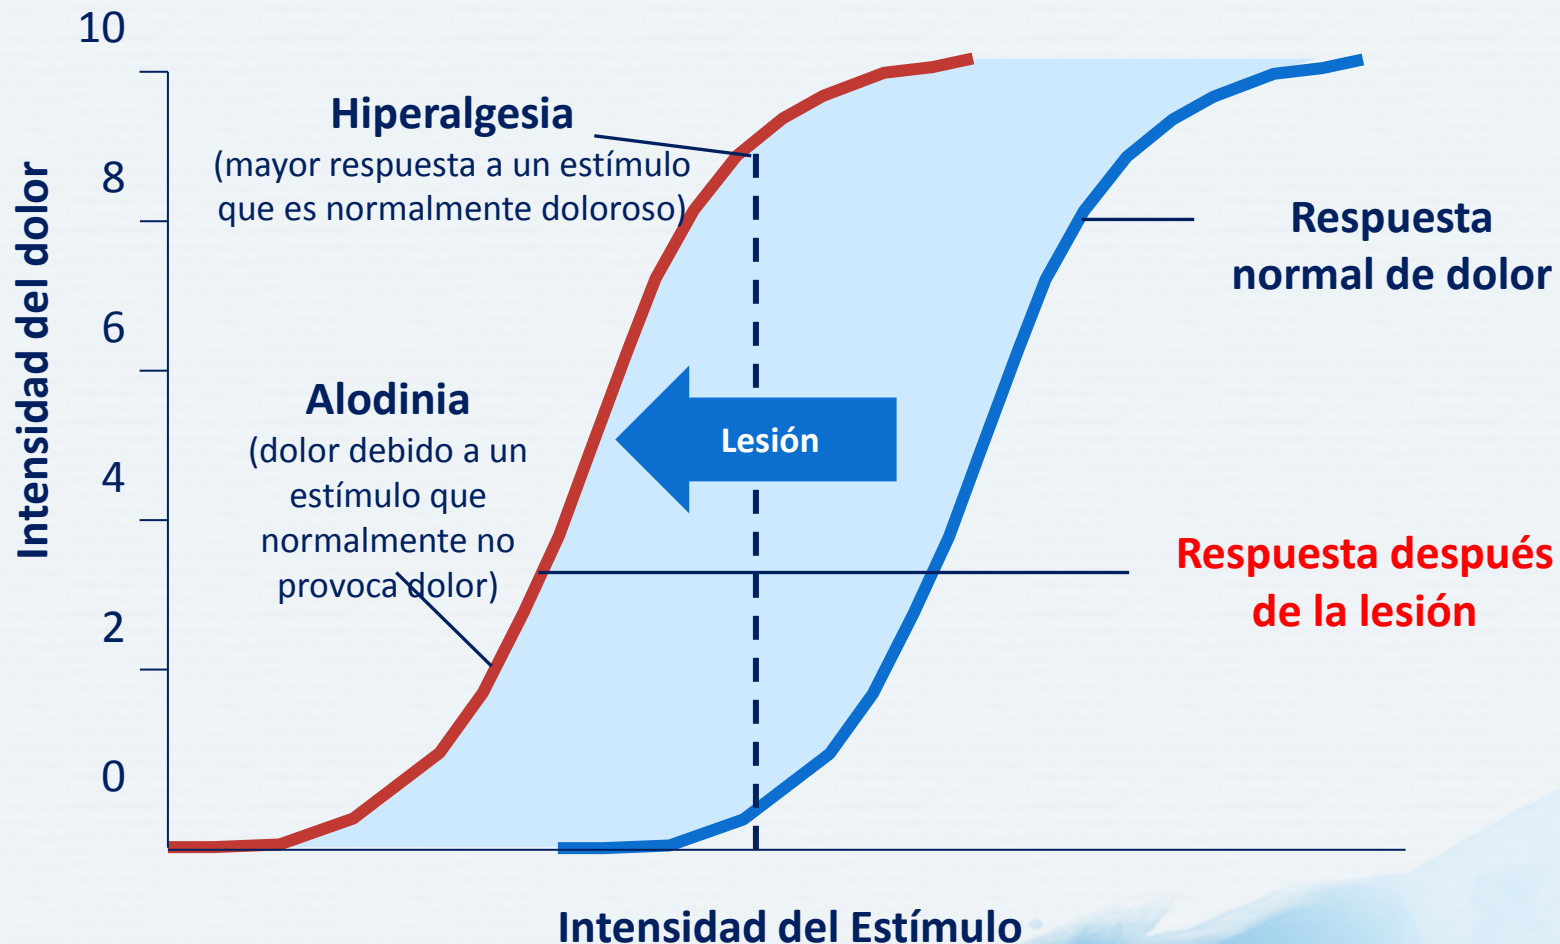 10
8
6
4
2
0
Intensidad del dolor
Hiperalgesia
(mayor respuesta a un estímulo
que es normalmente doloroso)
Alodinia
(dolor debido a un
estímulo que
normalmente no
provoca dolor)
Lesión
Respuesta
normal de dolor
Respuesta después
de la lesión
Intensidad del Estímulo